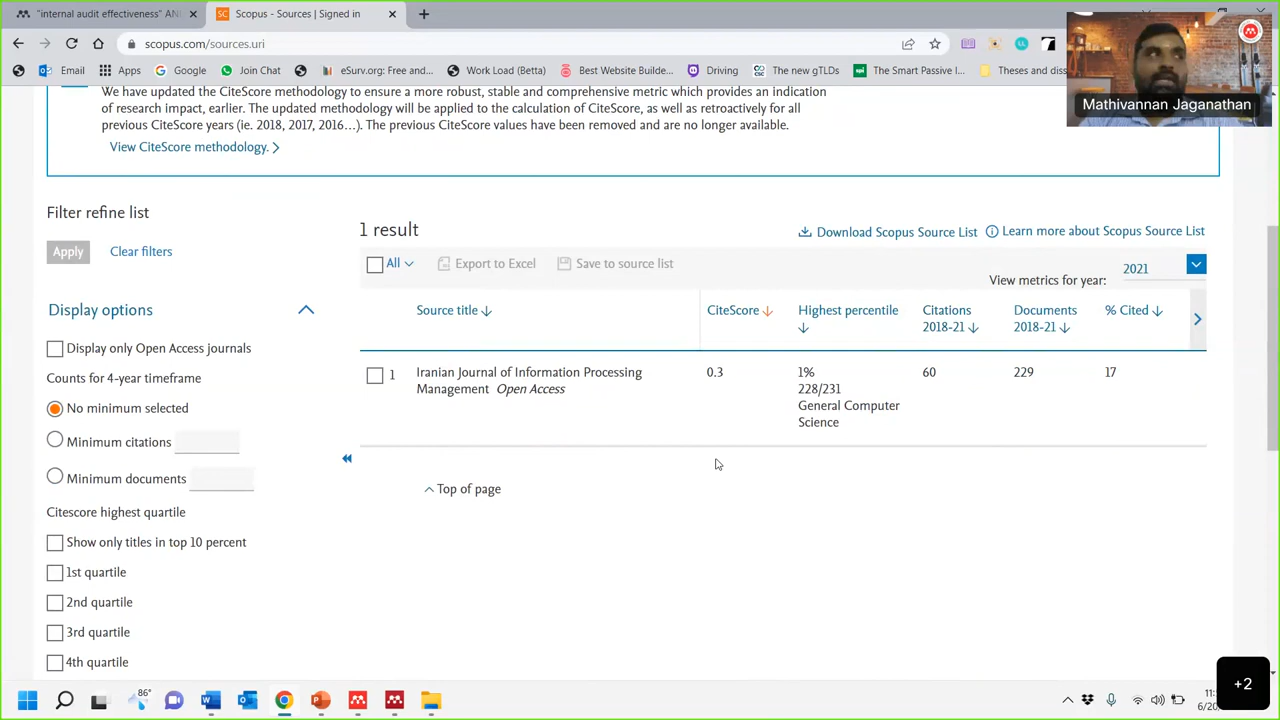 "internal audit effectiveness" ANI
Scopus - Sources | Signed in
scopus.com/sources.uri
Email
Apps
Google
Join Chat
eSourcery: Free and...
Work Load (Betta)
Best Website Builde...
Driving
The new gTLDs
The Smart Passive I...
Theses and diss
We have updated the CiteScore methodology to ensure a more robust, stable and comprehensive metric which provides an indication
of research impact, earlier. The updated methodology will be applied to the calculation of CiteScore, as well as retroactively for all
previous CiteScore years (ie. 2018, 2017, 2016...). The previous CiteScore values have been removed and are no longer available.
View CiteScore methodology. >
Mathivannan Jaganathan
Filter refine list
Apply
Clear filters
1 result
Download Scopus Source List
Learn more about Scopus Source List
All
Export to Excel
Save to source list
View metrics for year:
2021
Display options
Display only Open Access journals
Counts for 4-year timeframe
No minimum selected
Minimum citations
Minimum documents
Citescore highest quartile
Show only titles in top 10 percent
1st quartile
2nd quartile
3rd quartile
4th quartile
Source title ↓
CiteScore ↓
Highest percentile
↓
Citations
2018-21 ↓
Documents
2018-21 ↓
% Cited ↓
1
Iranian Journal of Information Processing
Management Open Access
0.3
1%
228/231
General Computer
Science
60
229
17
Top of page
86°
11:
6/20
+2